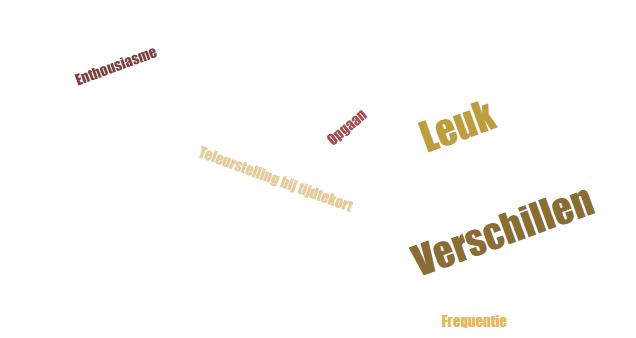 Enthousiasme
Opgaan
Leuk
Teleurstelling bij tijdtekort
Verschillen
Frequentie